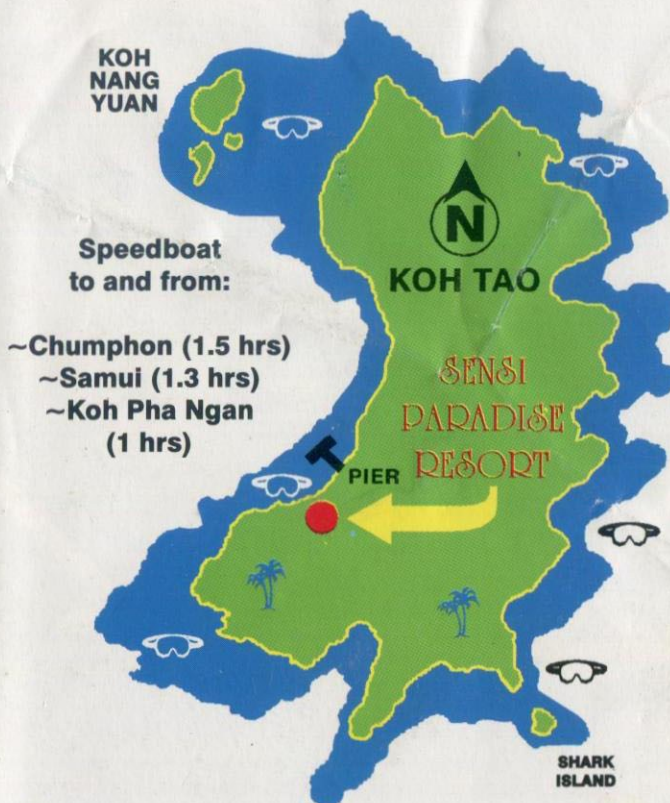 KOH
NANG
YUAN
N
KOH TAO
Speedboat
to and from:
~Chumphon (1.5 hrs)
~Samui (1.3 hrs)
~Koh Pha Ngan
(1 hrs)
SENSI
PARADISE
RESORT
PIER
SHARK
ISLAND